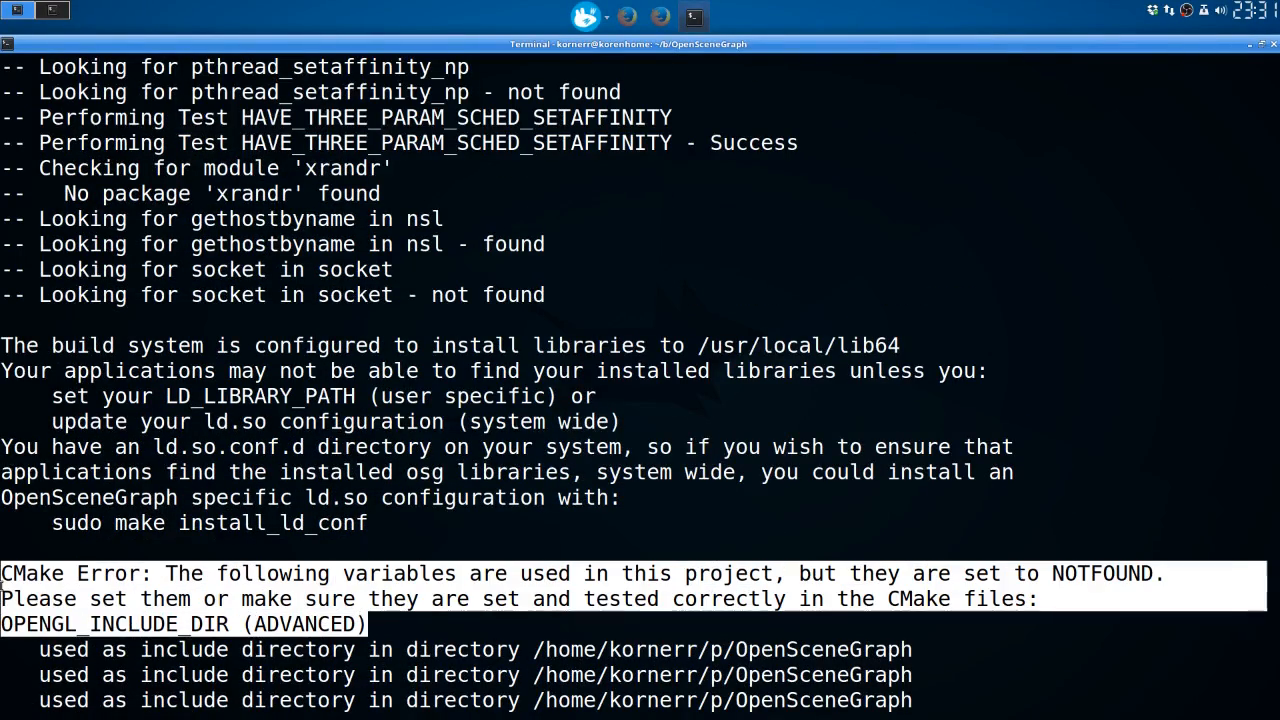 23:31
Terminal - kornerr@korenhome: ~/b/OpenSceneGraph
-- Looking for pthread_setaffinity_np
-- Looking for pthread_setaffinity_np - not found
-- Performing Test HAVE_THREE_PARAM_SCHED_SETAFFINITY
-- Performing Test HAVE_THREE_PARAM_SCHED_SETAFFINITY - Success
-- Checking for module 'xrandr'
--   No package 'xrandr' found
-- Looking for gethostbyname in nsl
-- Looking for gethostbyname in nsl - found
-- Looking for socket in socket
-- Looking for socket in socket - not found
The build system is configured to install libraries to /usr/local/lib64
Your applications may not be able to find your installed libraries unless you:
    set your LD_LIBRARY_PATH (user specific) or
    update your ld.so configuration (system wide)
You have an ld.so.conf.d directory on your system, so if you wish to ensure that
applications find the installed osg libraries, system wide, you could install an
OpenSceneGraph specific ld.so configuration with:
    sudo make install_ld_conf
CMake Error: The following variables are used in this project, but they are set to NOTFOUND.
Please set them or make sure they are set and tested correctly in the CMake files:
OPENGL_INCLUDE_DIR (ADVANCED)
   used as include directory in directory /home/kornerr/p/OpenSceneGraph
   used as include directory in directory /home/kornerr/p/OpenSceneGraph
   used as include directory in directory /home/kornerr/p/OpenSceneGraph